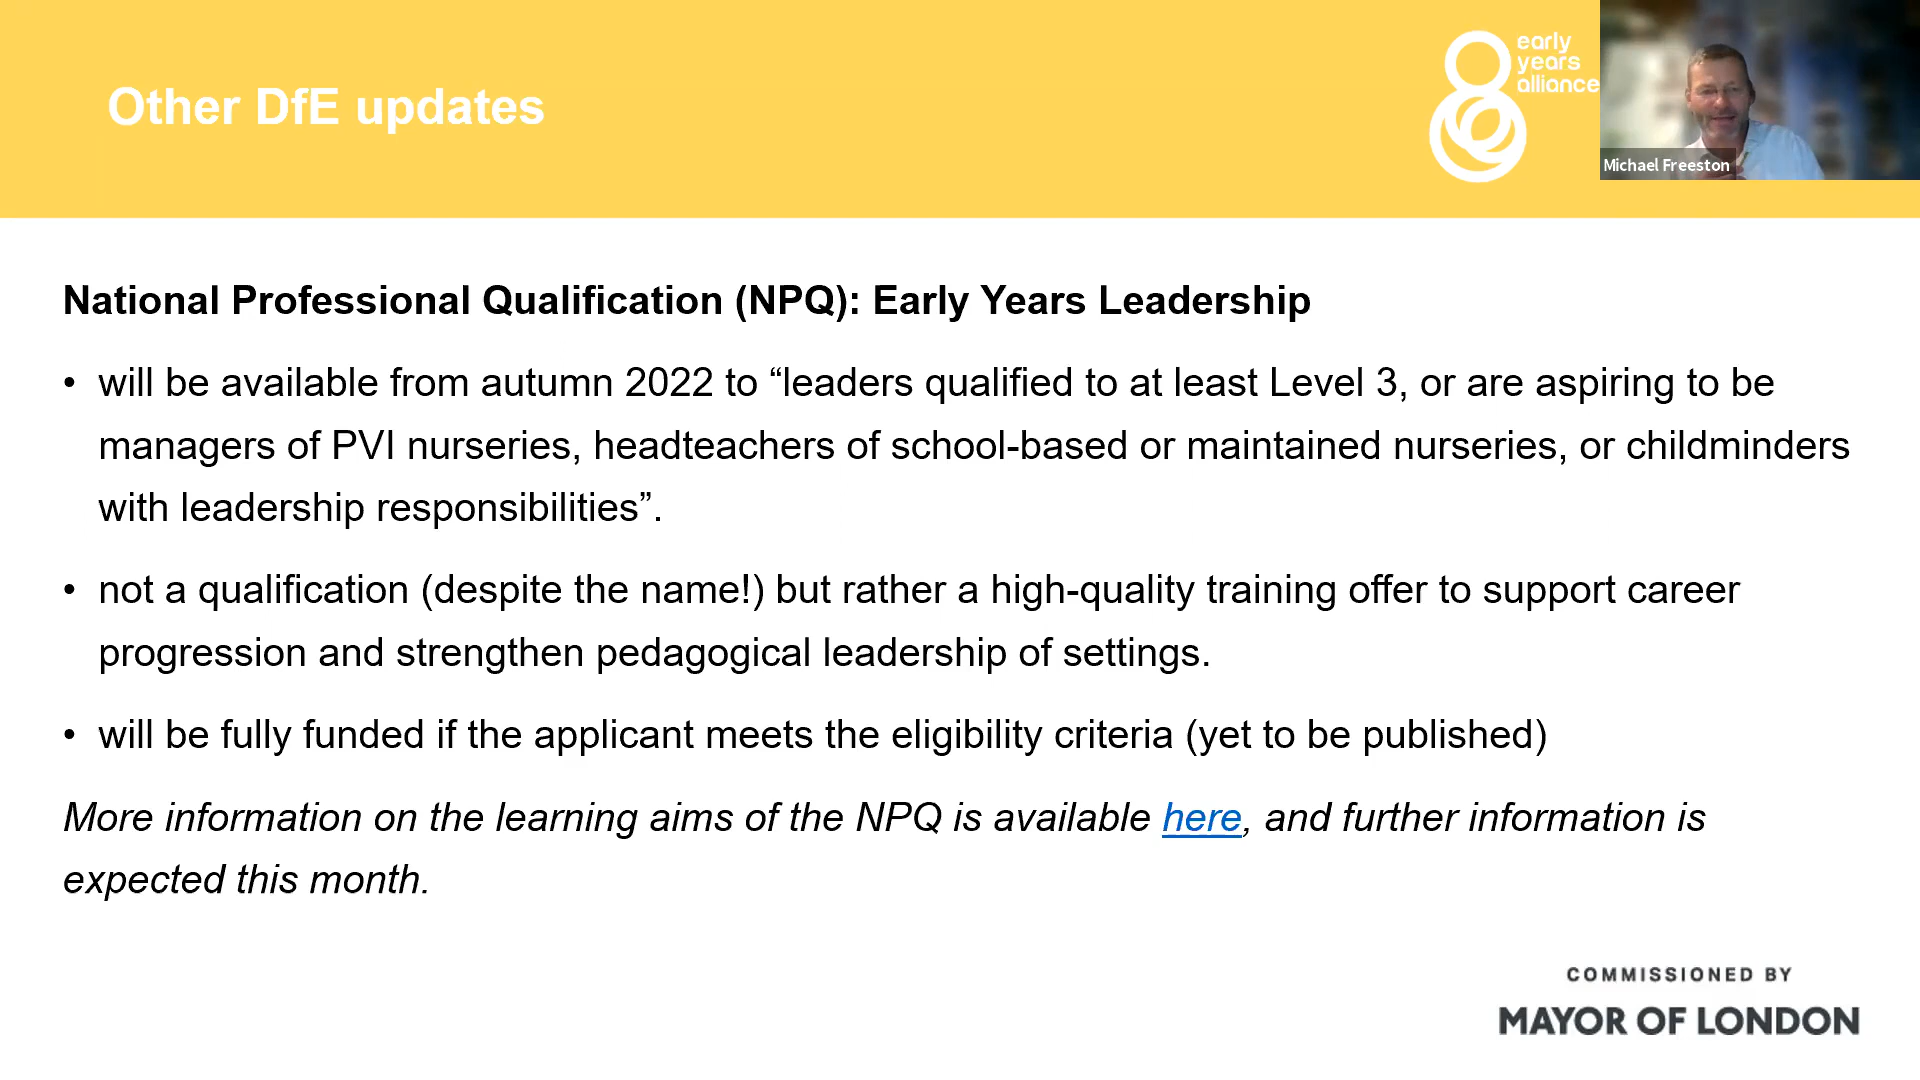 Other DfE updates
early
years
alliance
Michael Freeston
National Professional Qualification (NPQ): Early Years Leadership
• will be available from autumn 2022 to “leaders qualified to at least Level 3, or are aspiring to be
managers of PVI nurseries, headteachers of school-based or maintained nurseries, or childminders
with leadership responsibilities”.
• not a qualification (despite the name!) but rather a high-quality training offer to support career
progression and strengthen pedagogical leadership of settings.
• will be fully funded if the applicant meets the eligibility criteria (yet to be published)
More information on the learning aims of the NPQ is available here, and further information is
expected this month.
COMMISSIONED BY
MAYOR OF LONDON